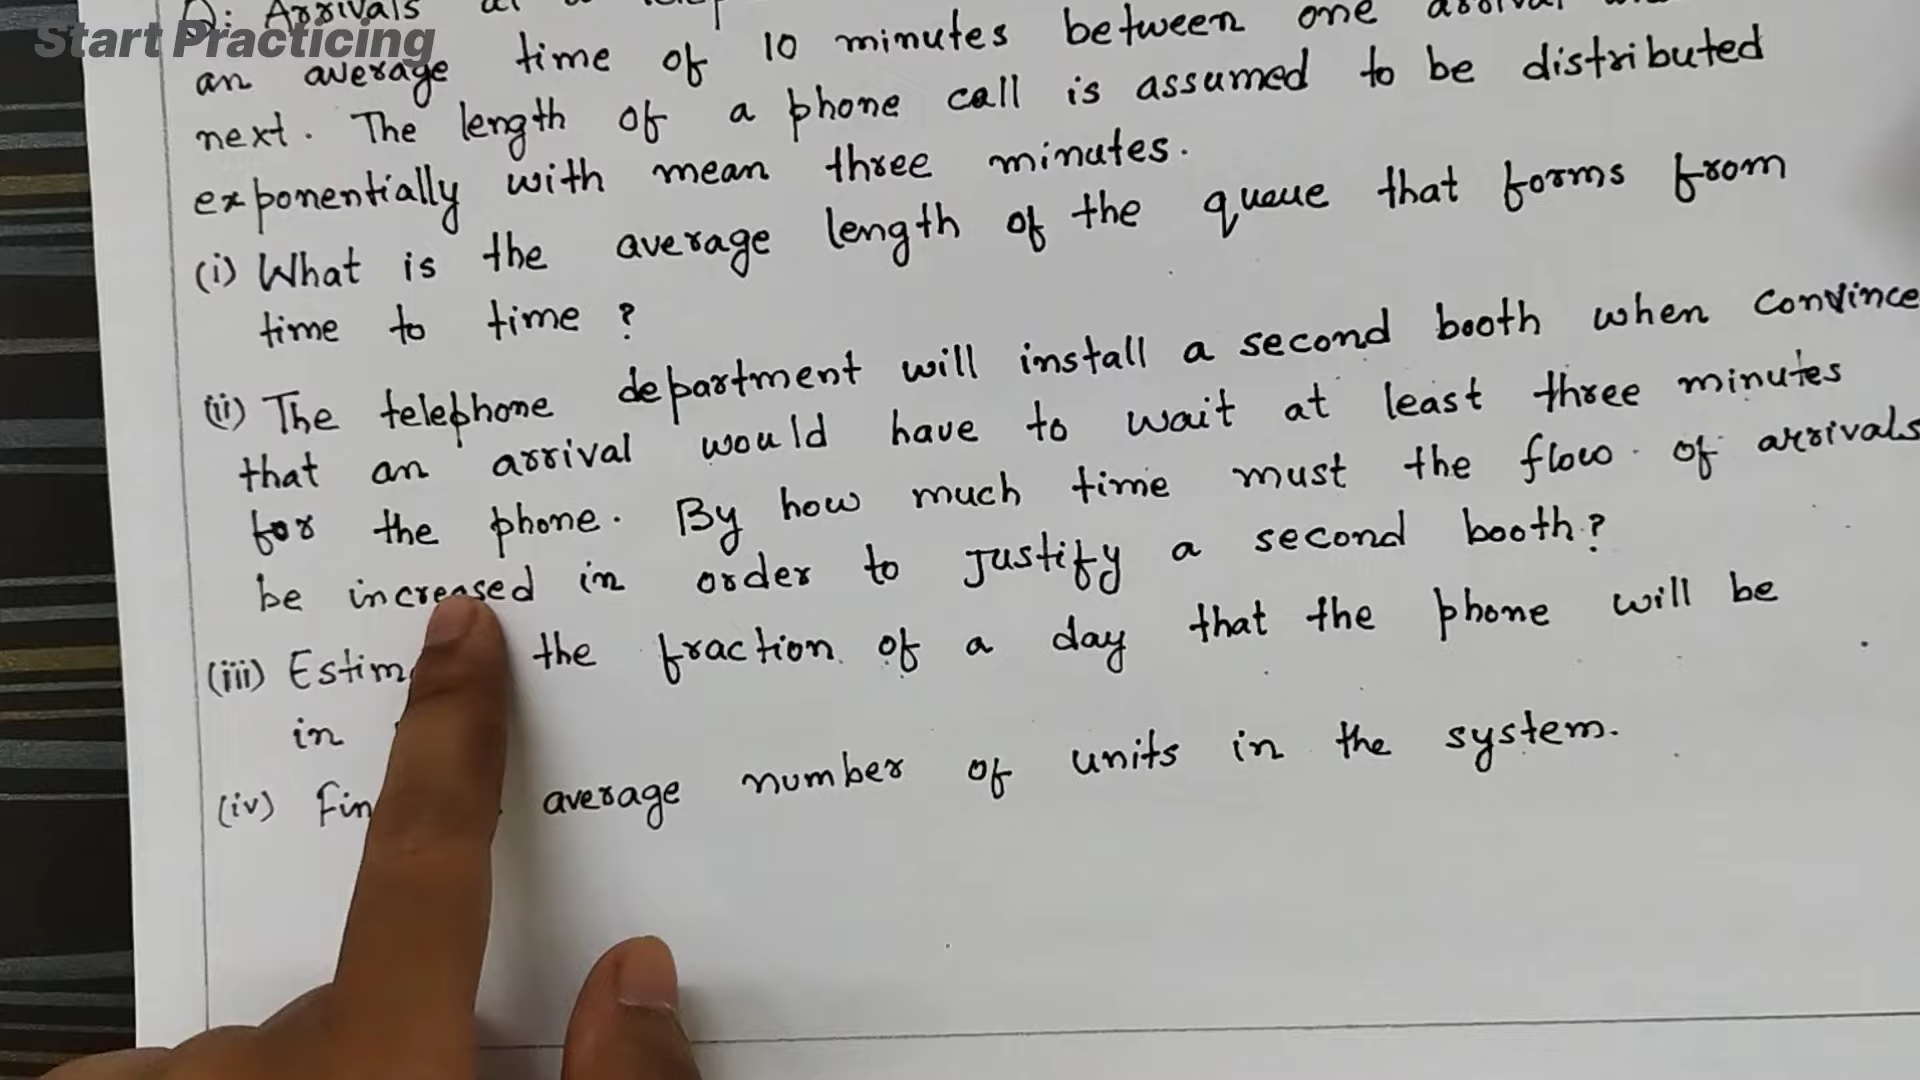 Start Practicing
Q: Arrivals at a
an average time of 10 minutes between one
next. The length of a phone call is assumed to be distributed
exponentially with mean three minutes.
(i) What is the average length of the queue that forms from
time to time ?
(ii) The telephone department will install a second booth when convince
that an arrival would have to wait at least three minutes
for the phone. By how much time must the flow of arrivals
be increased in order to justify a second booth?
(iii) Estim the fraction of a day that the phone will be
in
(iv) Fin average number of units in the system.